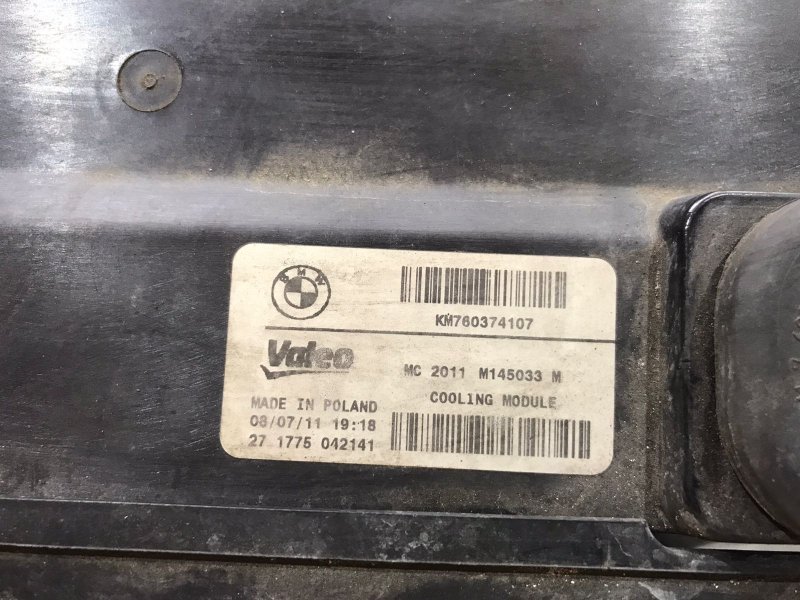 BMW
KM760374107
Valeo
MC 2011 M145033 M
COOLING MODULE
MADE IN POLAND
08/07/11 19:18
27 1775 042141